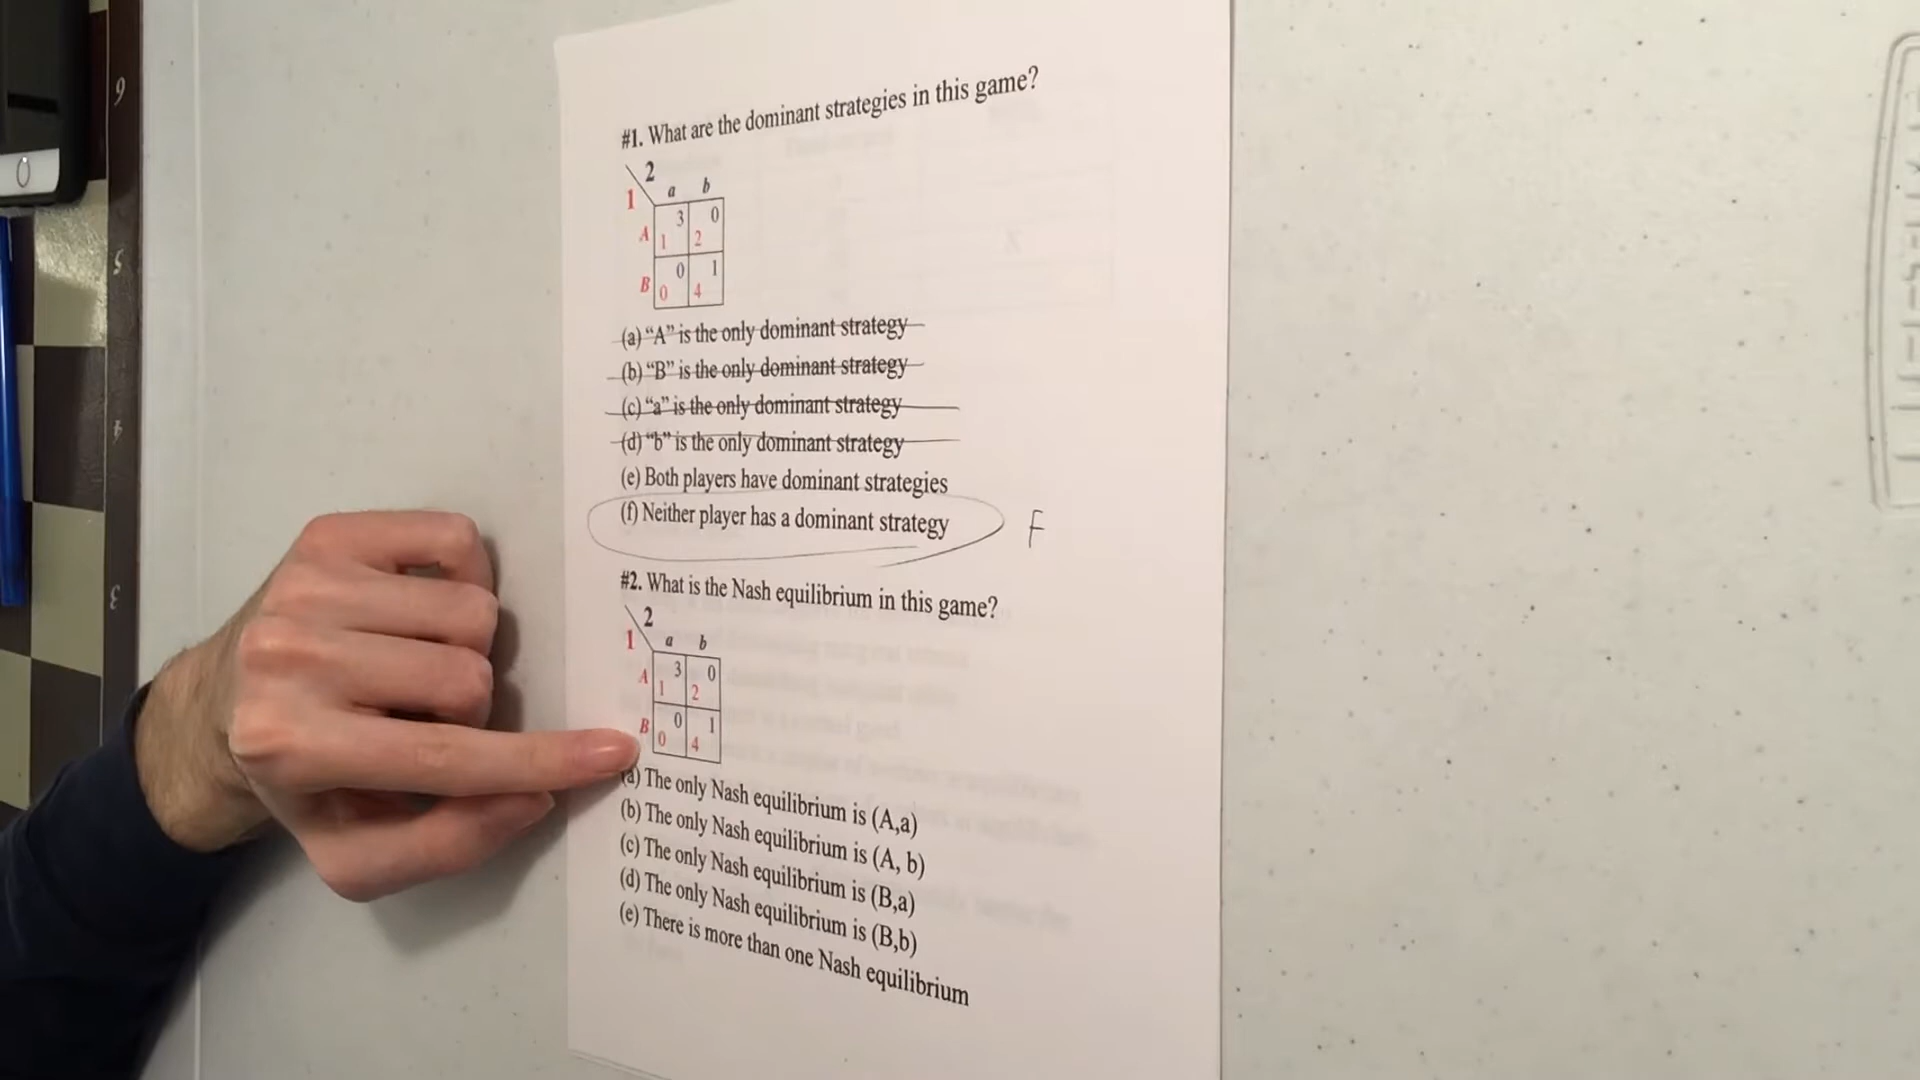 #1. What are the dominant strategies in this game?
2
1 a b
3 0
A 1 2
0 1
B 0 4
(a) “A” is the only dominant strategy
(b) “B” is the only dominant strategy
(c) “a” is the only dominant strategy
(d) “b” is the only dominant strategy
(e) Both players have dominant strategies
(f) Neither player has a dominant strategy F
#2. What is the Nash equilibrium in this game?
2
1 a b
3 0
A 1 2
0 1
B 0 4
(a) The only Nash equilibrium is (A,a)
(b) The only Nash equilibrium is (A, b)
(c) The only Nash equilibrium is (B,a)
(d) The only Nash equilibrium is (B,b)
(e) There is more than one Nash equilibrium
6
5
4
3